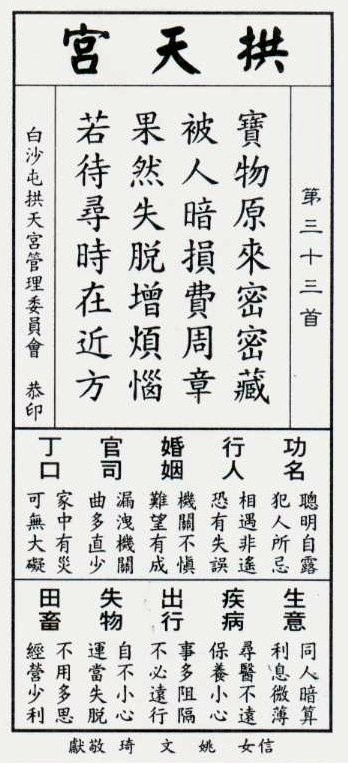 拱天宮
第三十三首
寶物原來密密藏
被人暗損費周章
果然失脱增煩惱
若待尋時在近方
白沙屯拱天宮管理委員會 恭印
功名
聰明自露
犯人所忌
行人
相遇非遙
恐有失誤
婚姻
機關不慎
難望有成
官司
漏洩機關
曲多直少
丁口
家中有災
可無大礙
生意
同人暗算
利息微薄
疾病
尋醫不遠
保養小心
出行
事多阻隔
不必遠行
失物
自不小心
運當失脱
田畜
不用多思
經營少利
信女 姚文琦 敬獻